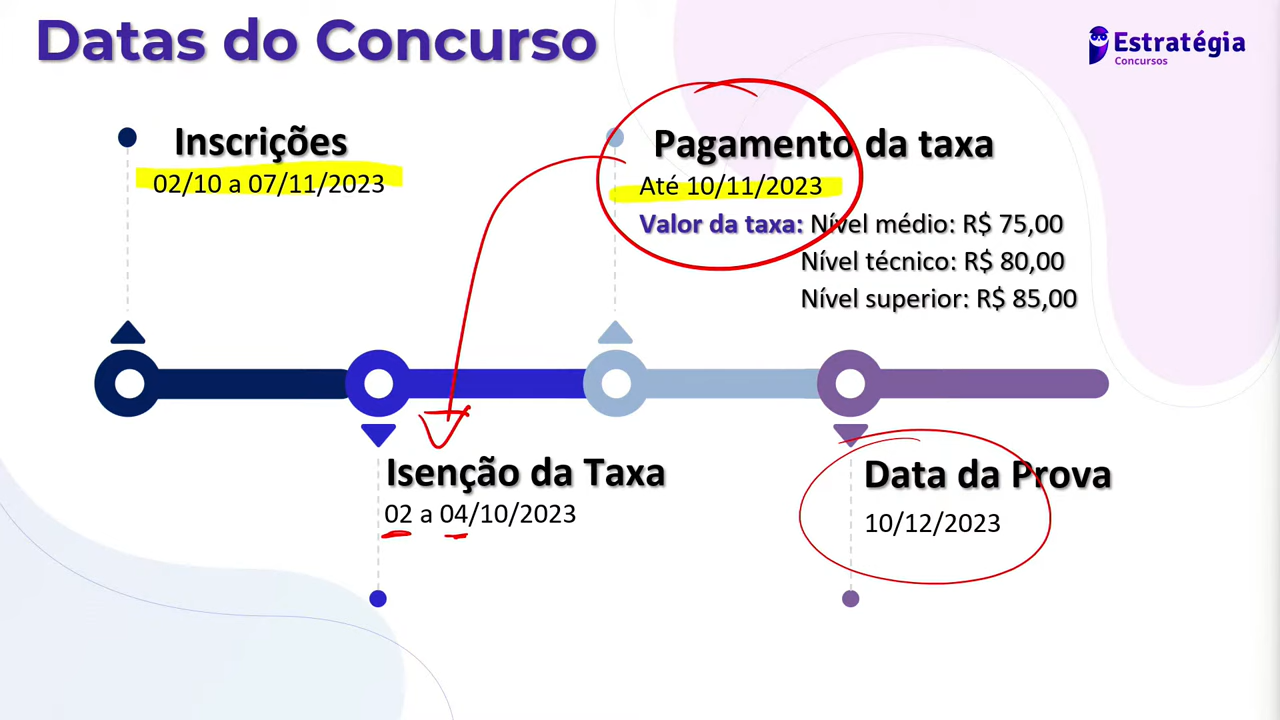 Datas do Concurso
Estratégia
Concursos
Inscrições
02/10 a 07/11/2023
Pagamento da taxa
Até 10/11/2023
Valor da taxa: Nível médio: R$ 75,00
Nível técnico: R$ 80,00
Nível superior: R$ 85,00
Isenção da Taxa
02 a 04/10/2023
Data da Prova
10/12/2023